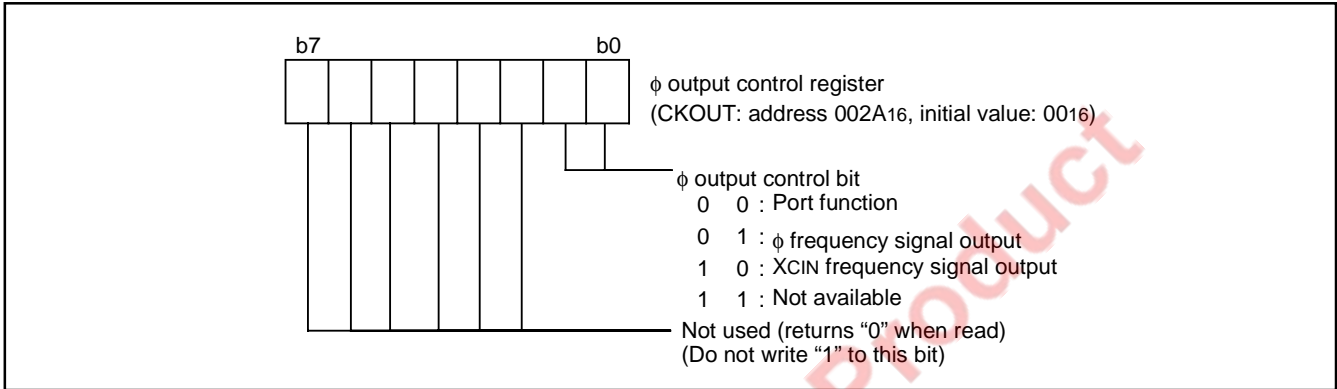 b7 b0
ϕ output control register
(CKOUT: address 002A16, initial value: 0016)
ϕ output control bit
0 0 : Port function
0 1 : ϕ frequency signal output
1 0 : XCIN frequency signal output
1 1 : Not available
Not used (returns “0” when read)
(Do not write “1” to this bit)
Product